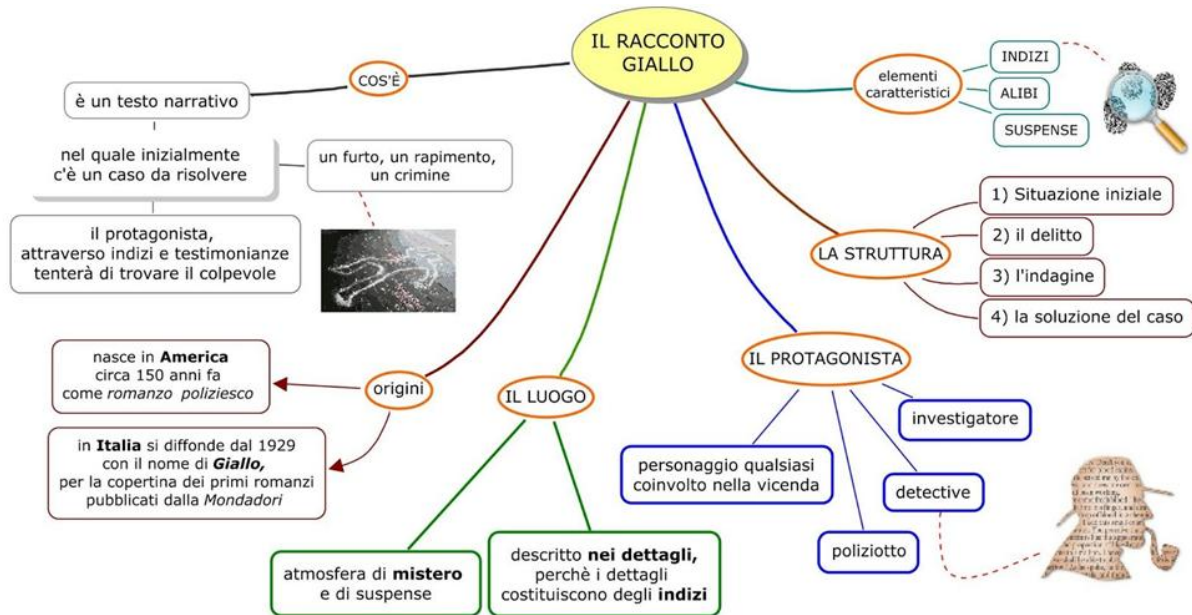 IL RACCONTO
GIALLO
COS'È
è un testo narrativo
nel quale inizialmente
c'è un caso da risolvere
un furto, un rapimento,
un crimine
il protagonista,
attraverso indizi e testimonianze
tenterà di trovare il colpevole
elementi
caratteristici
INDIZI
ALIBI
SUSPENSE
LA STRUTTURA
1) Situazione iniziale
2) il delitto
3) l'indagine
4) la soluzione del caso
origini
nasce in America
circa 150 anni fa
come romanzo poliziesco
in Italia si diffonde dal 1929
con il nome di Giallo,
per la copertina dei primi romanzi
pubblicati dalla Mondadori
IL LUOGO
atmosfera di mistero
e di suspense
descritto nei dettagli,
perchè i dettagli
costituiscono degli indizi
IL PROTAGONISTA
personaggio qualsiasi
coinvolto nella vicenda
poliziotto
detective
investigatore